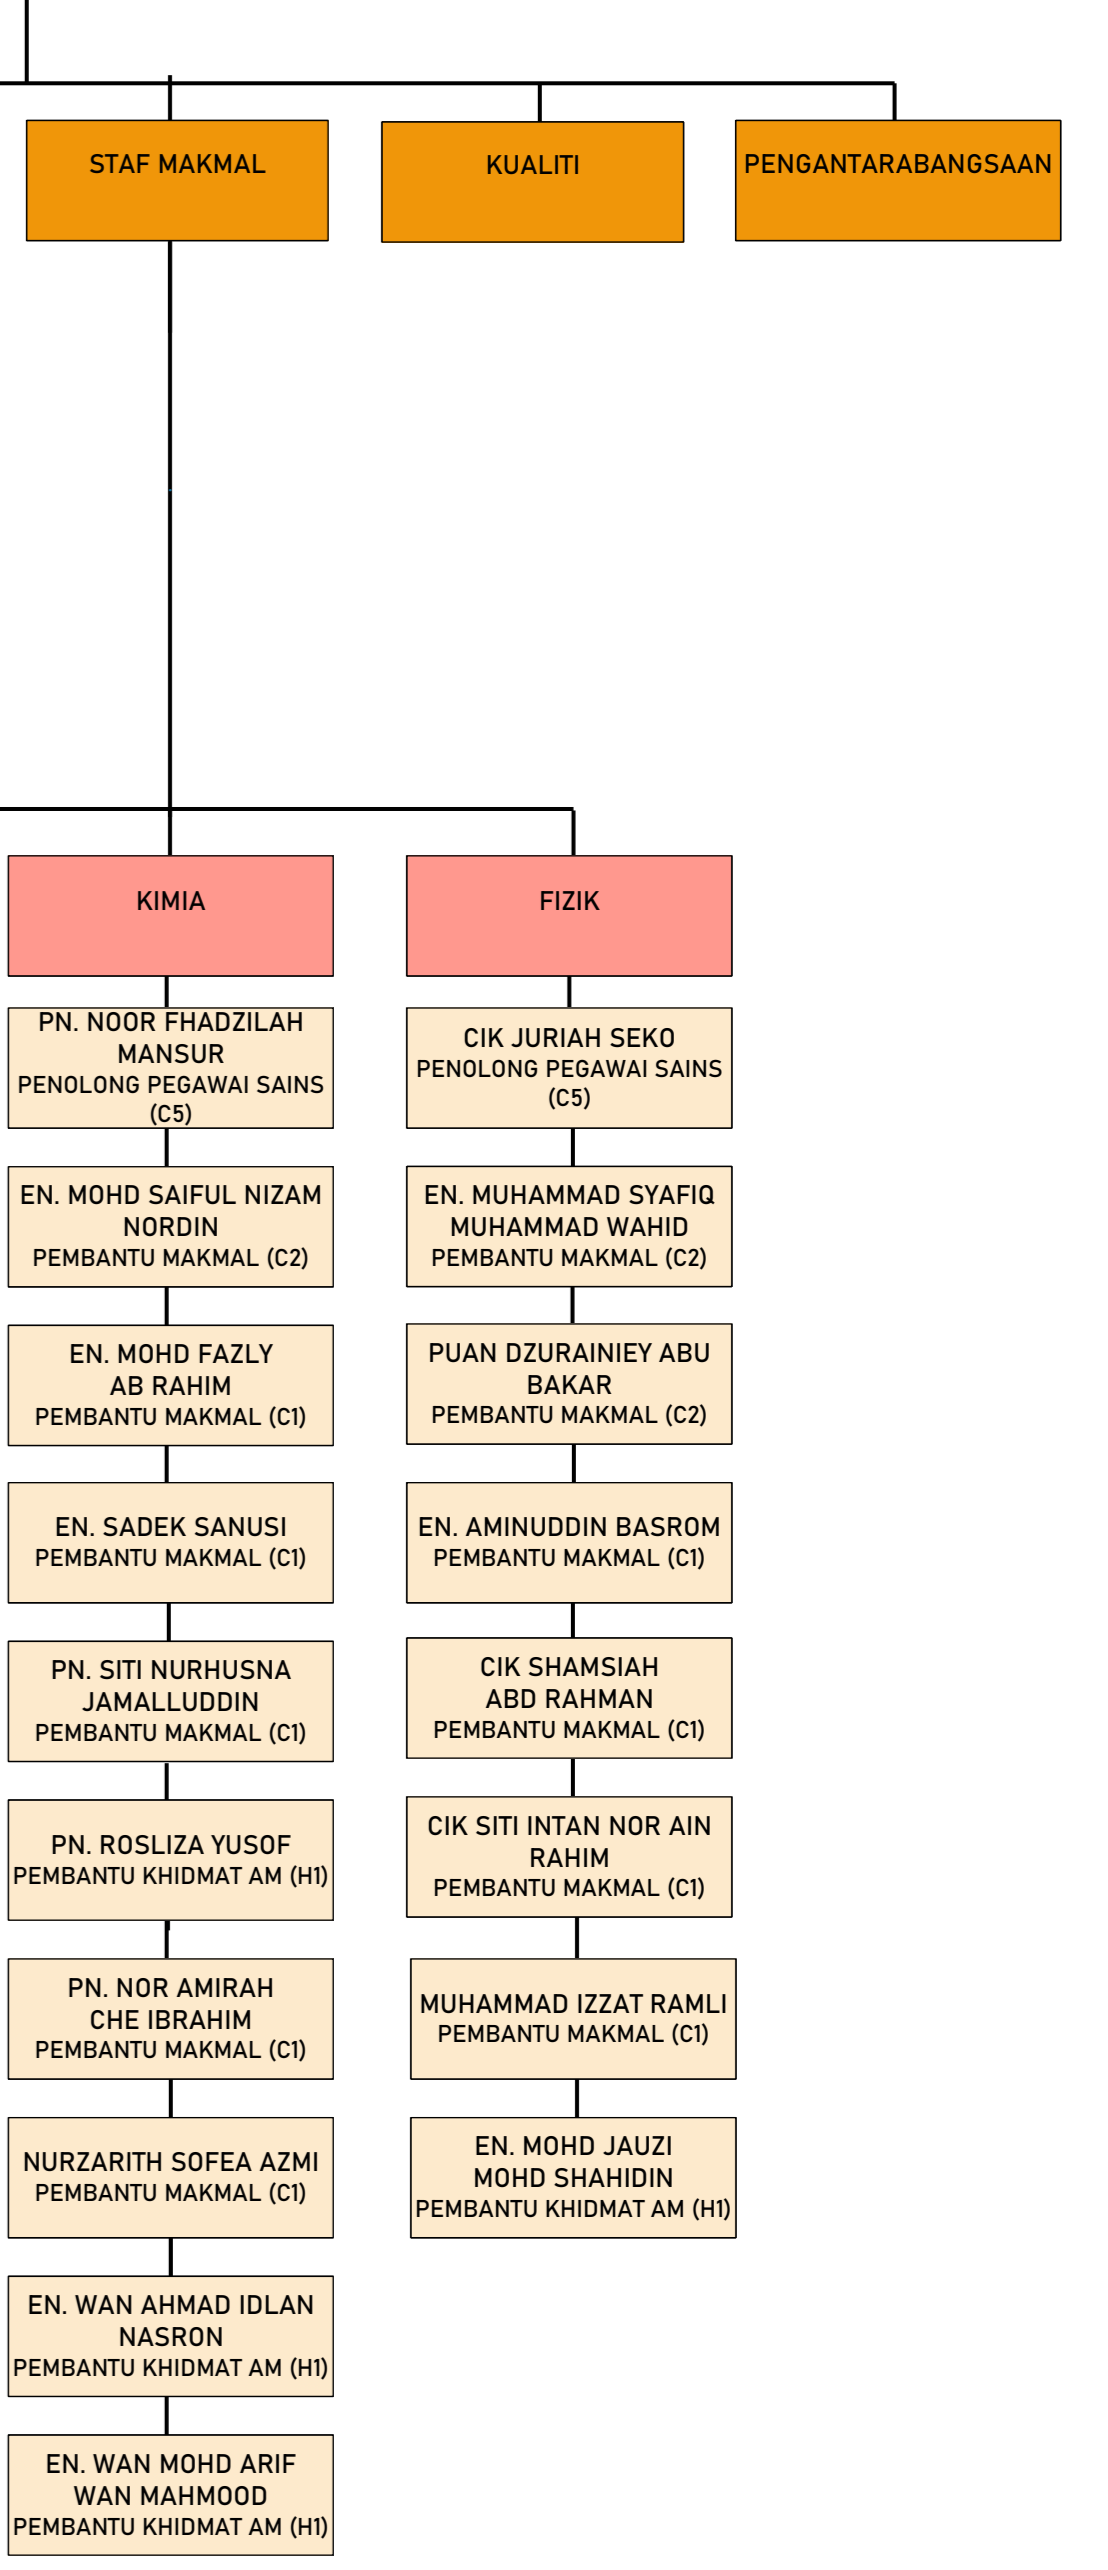 STAF MAKMAL
KUALITI
PENGANTARABANGSAAN
KIMIA
PN. NOOR FHADZILAH
MANSUR
PENOLONG PEGAWAI SAINS
(C5)
EN. MOHD SAIFUL NIZAM
NORDIN
PEMBANTU MAKMAL (C2)
EN. MOHD FAZLY
AB RAHIM
PEMBANTU MAKMAL (C1)
EN. SADEK SANUSI
PEMBANTU MAKMAL (C1)
PN. SITI NURHUSNA
JAMALLUDDIN
PEMBANTU MAKMAL (C1)
PN. ROSLIZA YUSOF
PEMBANTU KHIDMAT AM (H1)
PN. NOR AMIRAH
CHE IBRAHIM
PEMBANTU MAKMAL (C1)
NURZARITH SOFEA AZMI
PEMBANTU MAKMAL (C1)
EN. WAN AHMAD IDLAN
NASRON
PEMBANTU KHIDMAT AM (H1)
EN. WAN MOHD ARIF
WAN MAHMOOD
PEMBANTU KHIDMAT AM (H1)
FIZIK
CIK JURIAH SEKO
PENOLONG PEGAWAI SAINS
(C5)
EN. MUHAMMAD SYAFIQ
MUHAMMAD WAHID
PEMBANTU MAKMAL (C2)
PUAN DZURAINIEY ABU
BAKAR
PEMBANTU MAKMAL (C2)
EN. AMINUDDIN BASROM
PEMBANTU MAKMAL (C1)
CIK SHAMSIAH
ABD RAHMAN
PEMBANTU MAKMAL (C1)
CIK SITI INTAN NOR AIN
RAHIM
PEMBANTU MAKMAL (C1)
MUHAMMAD IZZAT RAMLI
PEMBANTU MAKMAL (C1)
EN. MOHD JAUZI
MOHD SHAHIDIN
PEMBANTU KHIDMAT AM (H1)